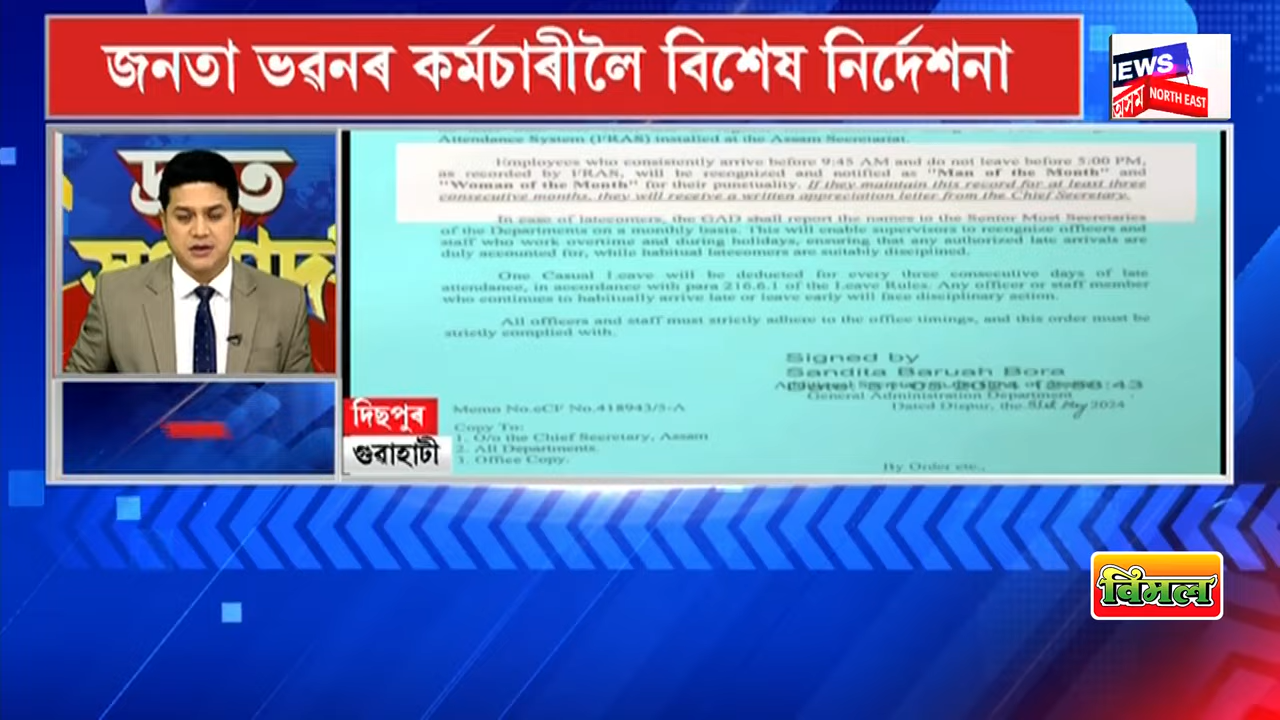 জনতা ভৱনৰ কৰ্মচাৰীলৈ বিশেষ নিৰ্দেশনা
NEWS
অসম NORTH EAST
দ্ৰুত
Attendance System (FRAS) installed at the Assam Secretariat.
Employees who consistently arrive before 9:45 AM and do not leave before 5:00 PM,
as recorded by FRAS, will be recognized and notified as "Man of the Month" and
"Woman of the Month" for their punctuality. If they maintain this record for at least three
consecutive months, they will receive a written appreciation letter from the Chief Secretary.
In case of latecomers, the GAD shall report the names to the Senior Most Secretaries
of the Departments on a monthly basis. This will enable supervisors to recognize officers and
staff who work overtime and during holidays, ensuring that any authorized late arrivals are
duly accounted for, while habitual latecomers are suitably disciplined.
One Casual Leave will be deducted for every three consecutive days of late
attendance, in accordance with para 216.6.1 of the Leave Rules. Any officer or staff member
who continues to habitually arrive late or leave early will face disciplinary action.
All officers and staff must strictly adhere to the office timings, and this order must be
strictly complied with.
Signed by
Sandita Baruah Bora
General Administration Department
Memo No.eCF No.418943/5-A
Dated Dispur, the 31st May 2024
Copy To:
1. O/o the Chief Secretary, Assam
2. All Departments.
3. Office Copy.
By Order etc.,
দিছপুৰ
গুৱাহাটী
विमल